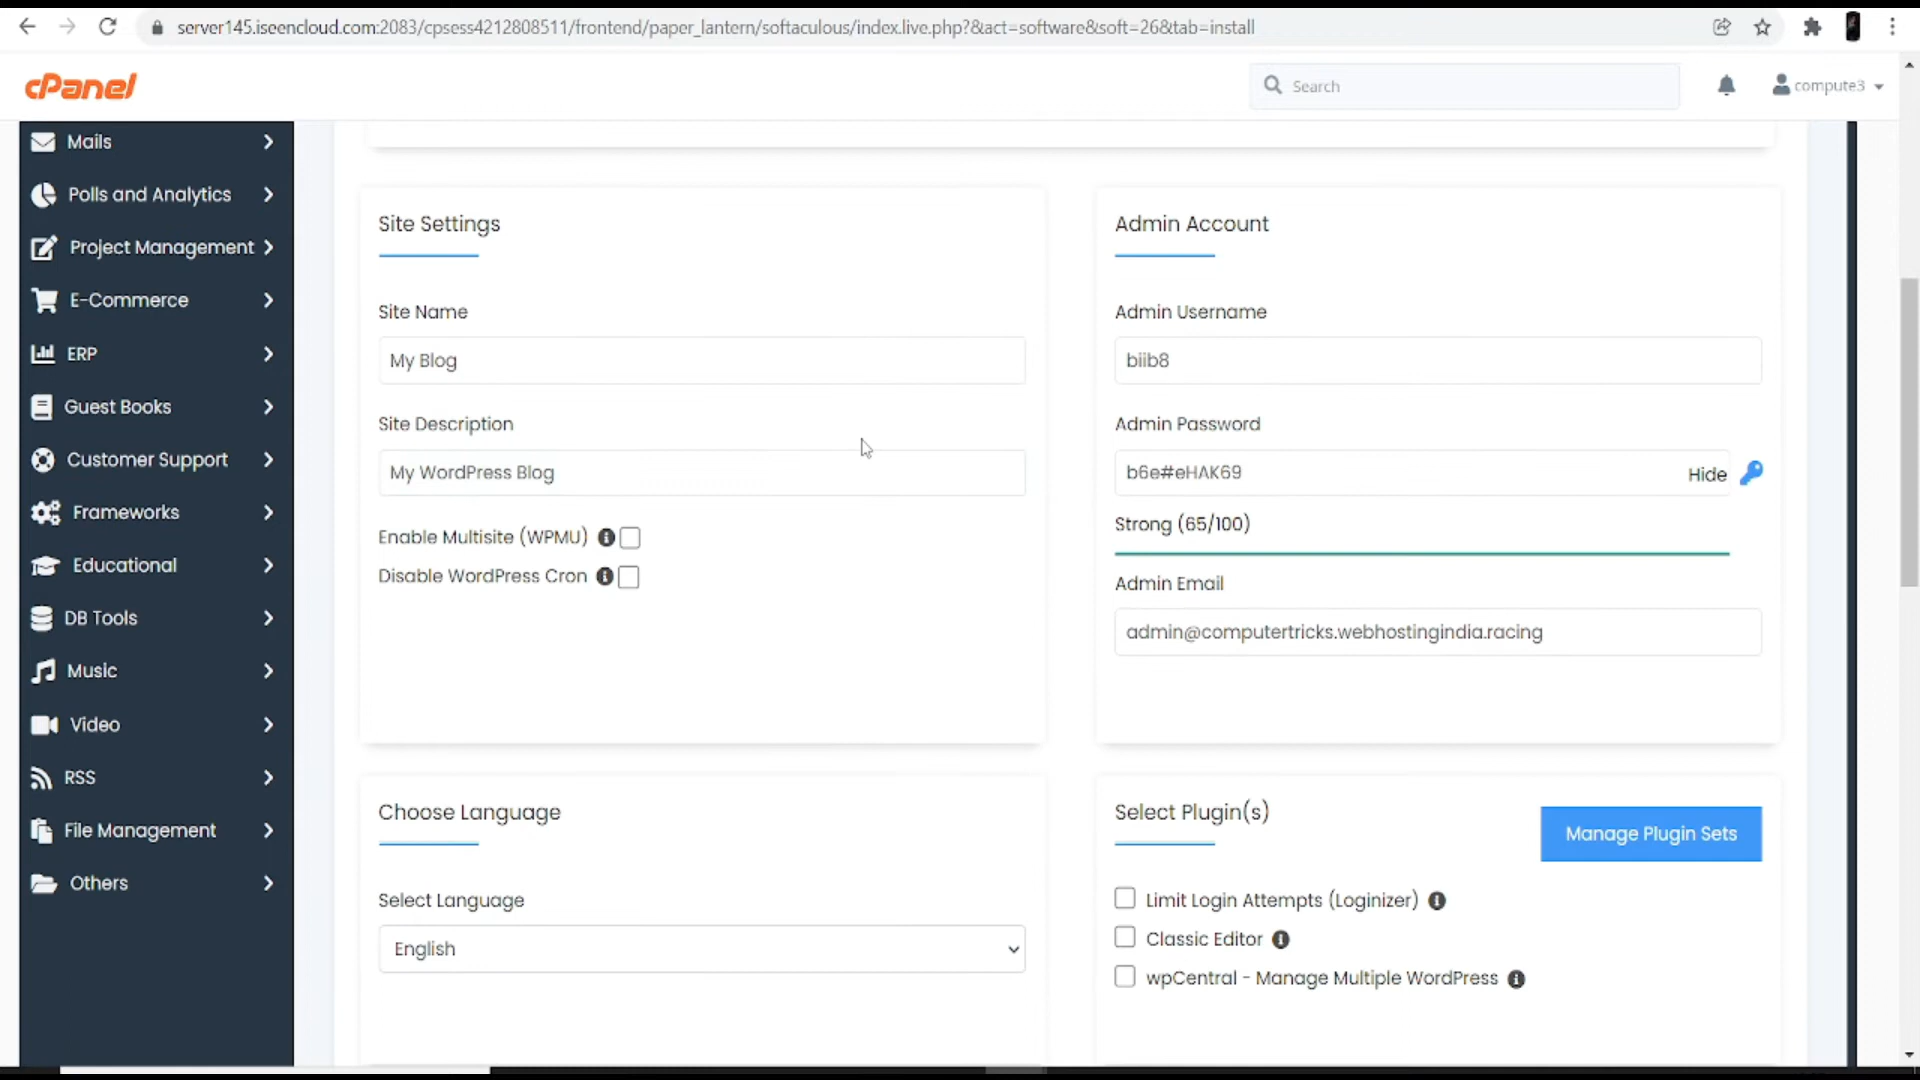 server145.iseencloud.com:2083/cpsess4212808511/frontend/paper_lantern/softaculous/index.live.php?&act=software&soft=26&tab=install
cPanel
Search
compute3
Mails
Polls and Analytics
Project Management
E-Commerce
ERP
Guest Books
Customer Support
Frameworks
Educational
DB Tools
Music
Video
RSS
File Management
Others
Site Settings
Site Name
My Blog
Site Description
My WordPress Blog
Enable Multisite (WPMU)
Disable WordPress Cron
Admin Account
Admin Username
biib8
Admin Password
b6e#eHAK69
Hide
Strong (65/100)
Admin Email
admin@computertricks.webhostingindia.racing
Choose Language
Select Language
English
Select Plugin(s)
Manage Plugin Sets
Limit Login Attempts (Loginizer)
Classic Editor
wpCentral - Manage Multiple WordPress